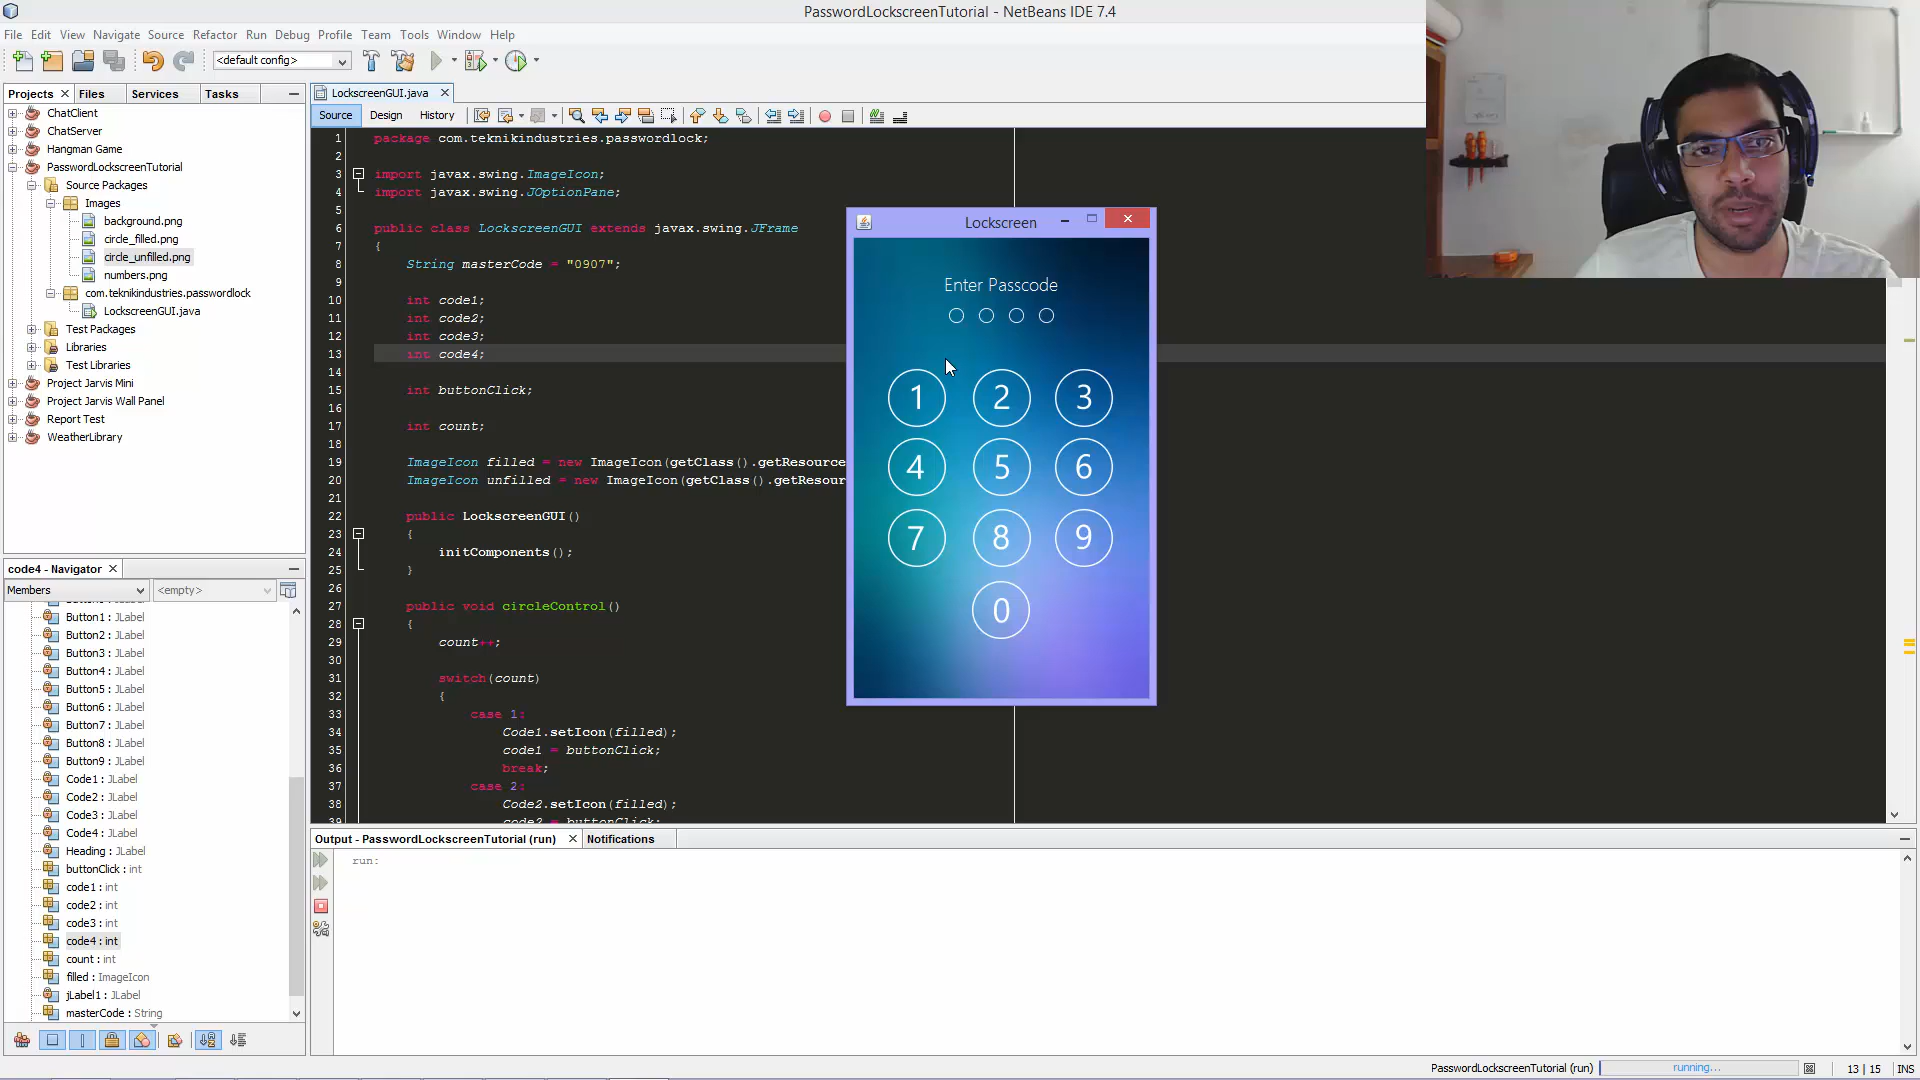 PasswordLockscreenTutorial - NetBeans IDE 7.4
File Edit View Navigate Source Refactor Run Debug Profile Team Tools Window Help
<default config>
Projects Files Services Tasks
ChatClient
ChatServer
Hangman Game
PasswordLockscreenTutorial
Source Packages
Images
background.png
circle_filled.png
circle_unfilled.png
numbers.png
com.teknikindustries.passwordlock
LockscreenGUI.java
Test Packages
Libraries
Test Libraries
Project Jarvis Mini
Project Jarvis Wall Panel
Report Test
WeatherLibrary
code4 - Navigator
Members <empty>
Button1 : JLabel
Button2 : JLabel
Button3 : JLabel
Button4 : JLabel
Button5 : JLabel
Button6 : JLabel
Button7 : JLabel
Button8 : JLabel
Button9 : JLabel
Code1 : JLabel
Code2 : JLabel
Code3 : JLabel
Code4 : JLabel
Heading : JLabel
buttonClick : int
code1 : int
code2 : int
code3 : int
code4 : int
count : int
filled : ImageIcon
jLabel1 : JLabel
masterCode : String
LockscreenGUI.java
Source Design History
1 package com.teknikindustries.passwordlock;
2
3 import javax.swing.ImageIcon;
4 import javax.swing.JOptionPane;
5
6 public class LockscreenGUI extends javax.swing.JFrame
7 {
8 String masterCode = "0907";
9
10 int code1;
11 int code2;
12 int code3;
13 int code4;
14
15 int buttonClick;
16
17 int count;
18
19 ImageIcon filled = new ImageIcon(getClass().getResource
20 ImageIcon unfilled = new ImageIcon(getClass().getResour
21
22 public LockscreenGUI()
23 {
24 initComponents();
25 }
26
27 public void circleControl()
28 {
29 count++;
30
31 switch(count)
32 {
33 case 1:
34 Code1.setIcon(filled);
35 code1 = buttonClick;
36 break;
37 case 2:
38 Code2.setIcon(filled);
39 code2 = buttonClick;
Lockscreen
Enter Passcode
1 2 3
4 5 6
7 8 9
0
Output - PasswordLockscreenTutorial (run) Notifications
run:
PasswordLockscreenTutorial (run) running... 13 | 15 INS